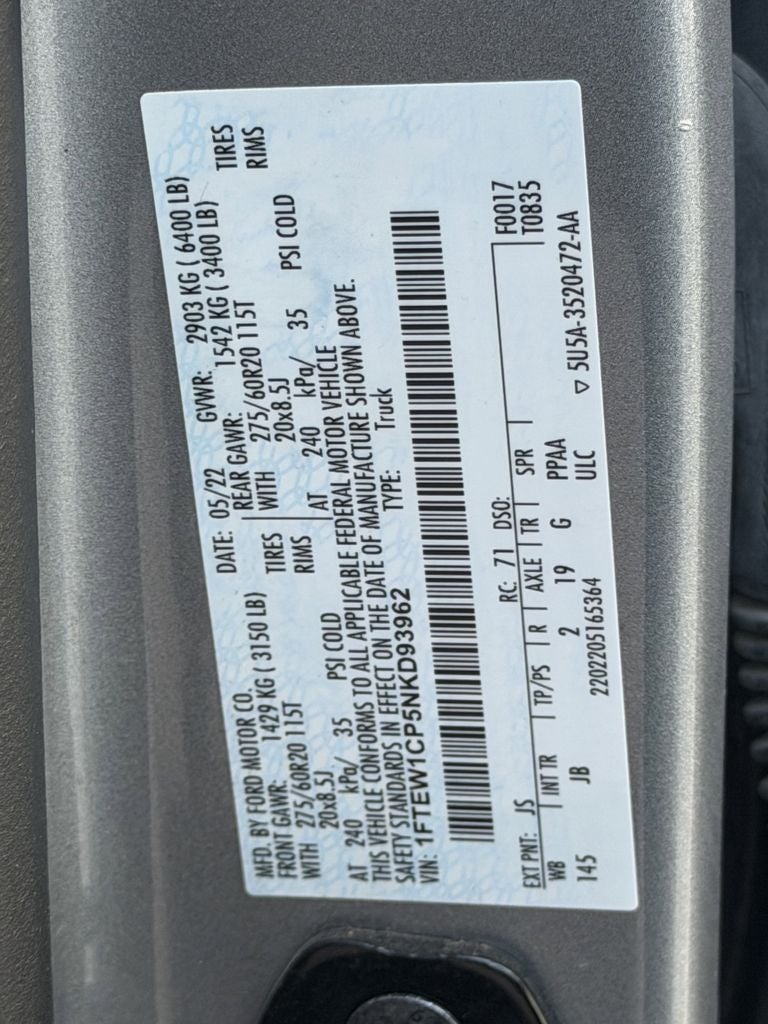 MFD. BY FORD MOTOR CO.
DATE: 05/22 GVWR: 2903 KG ( 6400 LB)
FRONT GAWR: 1429 KG ( 3150 LB)
REAR GAWR: 1542 KG ( 3400 LB)
WITH 275/60R20 115T TIRES
WITH 275/60R20 115T TIRES
20x8.5J RIMS
20x8.5J RIMS
AT 240 kPa/ 35 PSI COLD
AT 240 kPa/ 35 PSI COLD
THIS VEHICLE CONFORMS TO ALL APPLICABLE FEDERAL MOTOR VEHICLE
SAFETY STANDARDS IN EFFECT ON THE DATE OF MANUFACTURE SHOWN ABOVE.
VIN: 1FTEW1CP5NKD93962 TYPE: Truck
EXT PNT: JS RC: 71 DSO: F0017
WB INT TR TP/PS R AXLE TR SPR T0835
145 JB 2 19 G PPAA
2202205165364 ULC ▽ 5U5A-3520472-AA